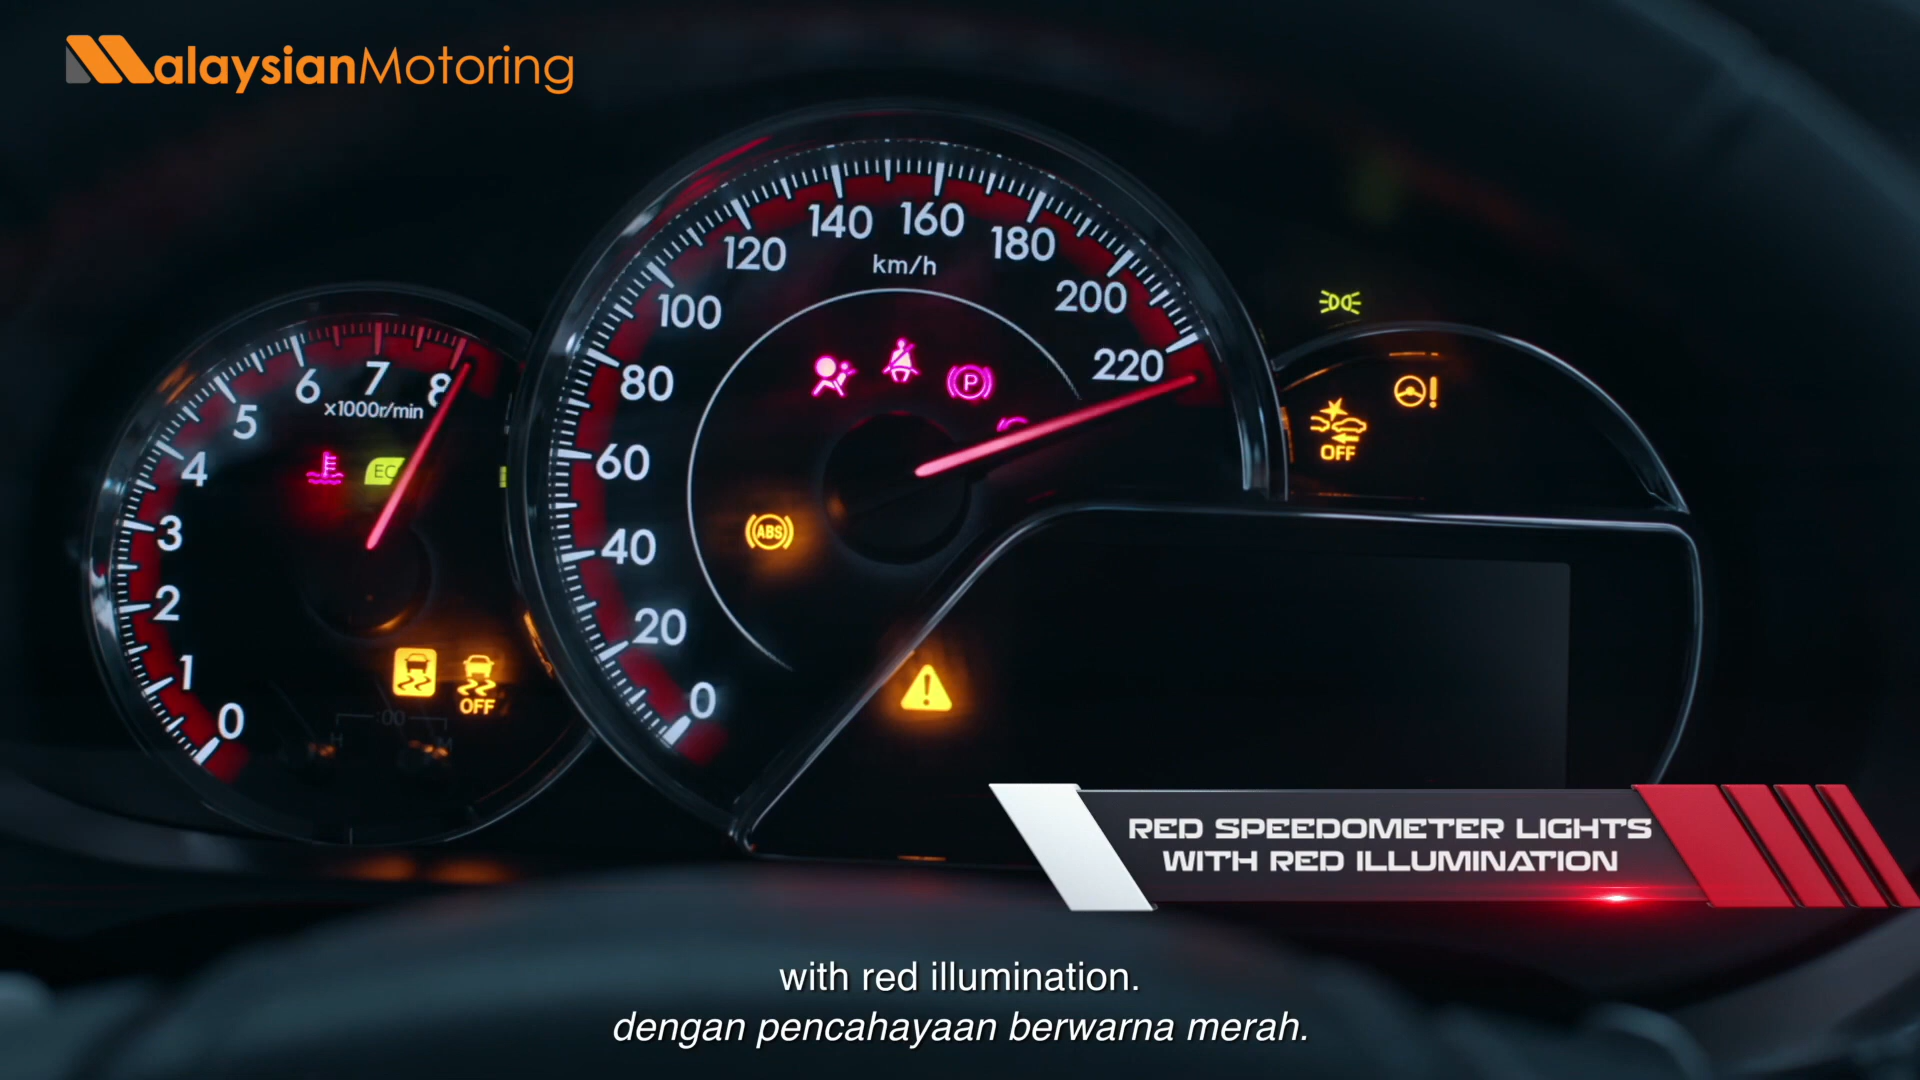 MalaysianMotoring
140 160
120 180
km/h
100 200
80 220
60
40
20
0
6 7 8
x1000r/min
5
4
3
2
1
0
ECO
P
ABS
OFF
OFF
RED SPEEDOMETER LIGHTS
WITH RED ILLUMINATION
with red illumination.
dengan pencahayaan berwarna merah.